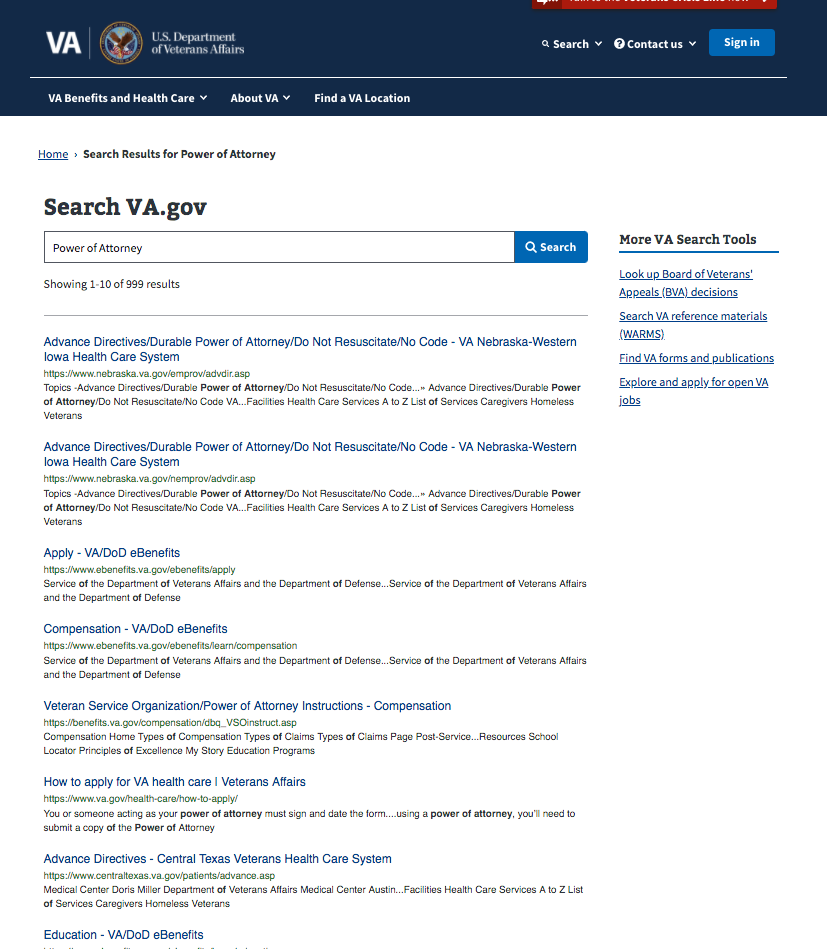 Talk to the Veterans Crisis Line now
VA
U.S. Department
of Veterans Affairs
Search
Contact us
Sign in
VA Benefits and Health Care
About VA
Find a VA Location
Home › Search Results for Power of Attorney
Search VA.gov
Power of Attorney
Search
Showing 1-10 of 999 results
Advance Directives/Durable Power of Attorney/Do Not Resuscitate/No Code - VA Nebraska-Western
Iowa Health Care System
https://www.nebraska.va.gov/emprov/advdir.asp
Topics -Advance Directives/Durable Power of Attorney/Do Not Resuscitate/No Code...» Advance Directives/Durable Power
of Attorney/Do Not Resuscitate/No Code VA...Facilities Health Care Services A to Z List of Services Caregivers Homeless
Veterans
Advance Directives/Durable Power of Attorney/Do Not Resuscitate/No Code - VA Nebraska-Western
Iowa Health Care System
https://www.nebraska.va.gov/nemprov/advdir.asp
Topics -Advance Directives/Durable Power of Attorney/Do Not Resuscitate/No Code...» Advance Directives/Durable Power
of Attorney/Do Not Resuscitate/No Code VA...Facilities Health Care Services A to Z List of Services Caregivers Homeless
Veterans
Apply - VA/DoD eBenefits
https://www.ebenefits.va.gov/ebenefits/apply
Service of the Department of Veterans Affairs and the Department of Defense...Service of the Department of Veterans Affairs
and the Department of Defense
Compensation - VA/DoD eBenefits
https://www.ebenefits.va.gov/ebenefits/learn/compensation
Service of the Department of Veterans Affairs and the Department of Defense...Service of the Department of Veterans Affairs
and the Department of Defense
Veteran Service Organization/Power of Attorney Instructions - Compensation
https://benefits.va.gov/compensation/dbq_VSOinstruct.asp
Compensation Home Types of Compensation Types of Claims Types of Claims Page Post-Service...Resources School
Locator Principles of Excellence My Story Education Programs
How to apply for VA health care | Veterans Affairs
https://www.va.gov/health-care/how-to-apply/
You or someone acting as your power of attorney must sign and date the form....using a power of attorney, you'll need to
submit a copy of the Power of Attorney
Advance Directives - Central Texas Veterans Health Care System
https://www.centraltexas.va.gov/patients/advance.asp
Medical Center Doris Miller Department of Veterans Affairs Medical Center Austin...Facilities Health Care Services A to Z List
of Services Caregivers Homeless Veterans
Education - VA/DoD eBenefits
More VA Search Tools
Look up Board of Veterans'
Appeals (BVA) decisions
Search VA reference materials
(WARMS)
Find VA forms and publications
Explore and apply for open VA
jobs